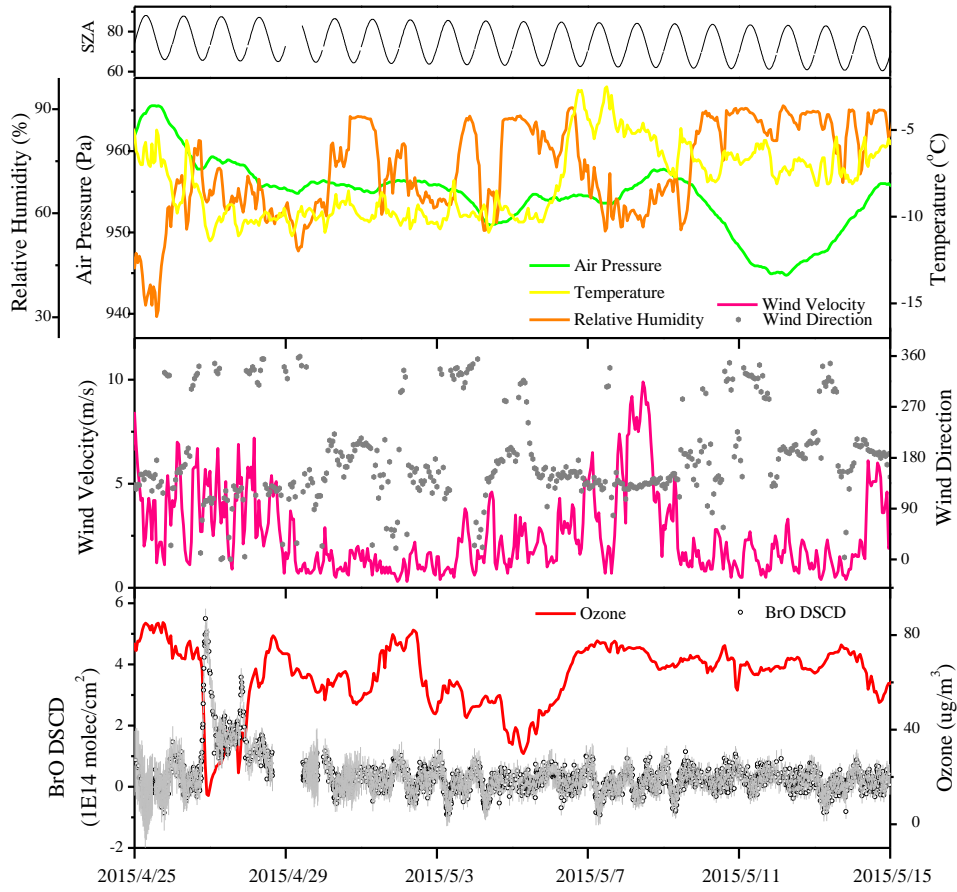 SZA
80
60
Relative Humidity (%)
90
60
30
Air Pressure (Pa)
960
950
940
Temperature (°C)
-5
-10
-15
Air Pressure
Temperature
Relative Humidity
Wind Velocity
Wind Direction
Wind Velocity(m/s)
10
5
0
Wind Direction
360
270
180
90
0
BrO DSCD
(1E14 molec/cm²)
6
4
2
0
-2
Ozone
BrO DSCD
Ozone (ug/m³)
80
40
0
2015/4/25 2015/4/29 2015/5/3 2015/5/7 2015/5/11 2015/5/15